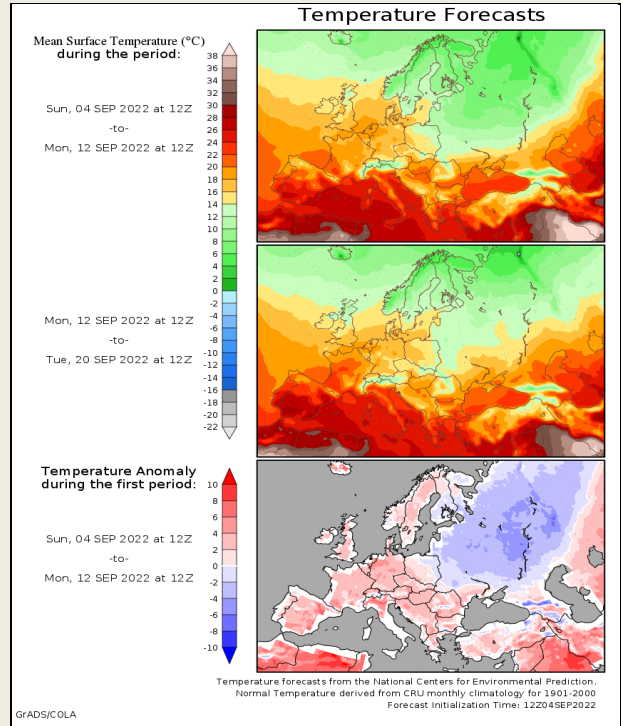 Temperature Forecasts
Mean Surface Temperature (°C)
during the period:
Sun, 04 SEP 2022 at 12Z
-to-
Mon, 12 SEP 2022 at 12Z
38
36
34
32
30
28
26
24
22
20
18
16
14
12
10
8
6
4
2
0
-2
-4
-6
-8
-10
-12
-14
-16
-18
-20
-22
Mon, 12 SEP 2022 at 12Z
-to-
Tue, 20 SEP 2022 at 12Z
Temperature Anomaly
during the first period:
Sun, 04 SEP 2022 at 12Z
-to-
Mon, 12 SEP 2022 at 12Z
10
8
6
4
2
0
-2
-4
-6
-8
-10
Temperature forecasts from the National Centers for Environmental Prediction.
Normal Temperature derived from CRU monthly climatology for 1901-2000
Forecast Initialization Time: 12Z04SEP2022
GrADS/COLA